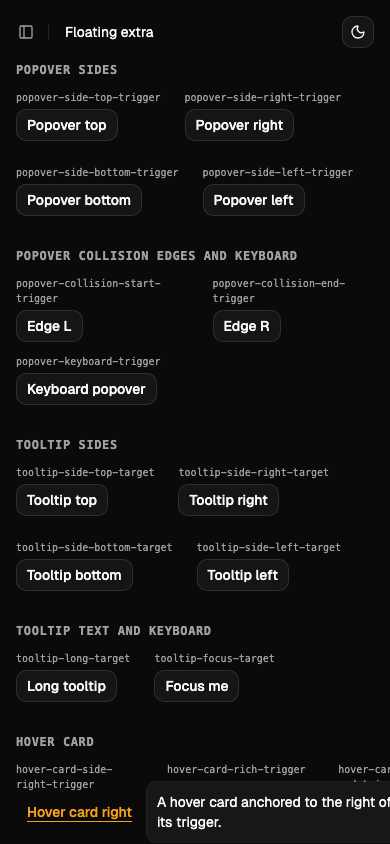 Floating extra
POPOVER SIDES
popover-side-top-trigger
popover-side-right-trigger
Popover top
Popover right
popover-side-bottom-trigger
popover-side-left-trigger
Popover bottom
Popover left
POPOVER COLLISION EDGES AND KEYBOARD
popover-collision-start-
trigger
popover-collision-end-
trigger
Edge L
Edge R
popover-keyboard-trigger
Keyboard popover
TOOLTIP SIDES
tooltip-side-top-target
tooltip-side-right-target
Tooltip top
Tooltip right
tooltip-side-bottom-target
tooltip-side-left-target
Tooltip bottom
Tooltip left
TOOLTIP TEXT AND KEYBOARD
tooltip-long-target
tooltip-focus-target
Long tooltip
Focus me
HOVER CARD
hover-card-side-
right-trigger
hover-card-rich-trigger
hover-car
Hover card right
A hover card anchored to the right of
its trigger.